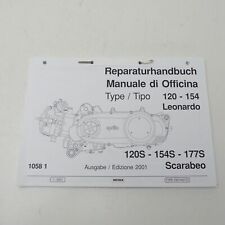 Reparaturhandbuch
Manuale di Officina
Type / Tipo 120 - 154
Leonardo
120S - 154S - 177S
Scarabeo
1058 1
Ausgabe / Edizione 2001